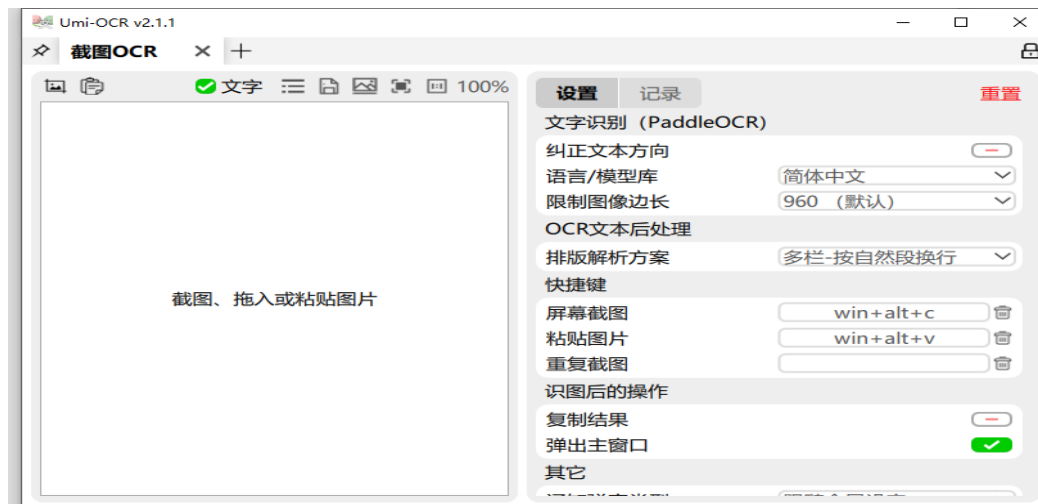 Umi-OCR v2.1.1
截图OCR
文字
100%
截图、拖入或粘贴图片
设置 记录 重置
文字识别（PaddleOCR）
纠正文本方向
语言/模型库 简体中文
限制图像边长 960 （默认）
OCR文本后处理
排版解析方案 多栏-按自然段换行
快捷键
屏幕截图 win+alt+c
粘贴图片 win+alt+v
重复截图
识图后的操作
复制结果
弹出主窗口
其它